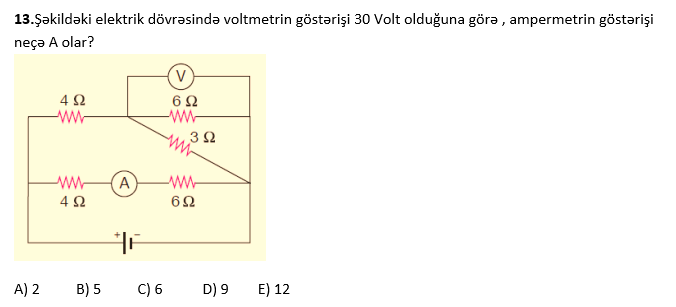 13.Şəkildəki elektrik dövrəsində voltmetrin göstərişi 30 Volt olduğuna görə , ampermetrin göstərişi
neçə A olar?
V
4 Ω 6 Ω
3 Ω
A
4 Ω 6 Ω
+ -
A) 2 B) 5 C) 6 D) 9 E) 12